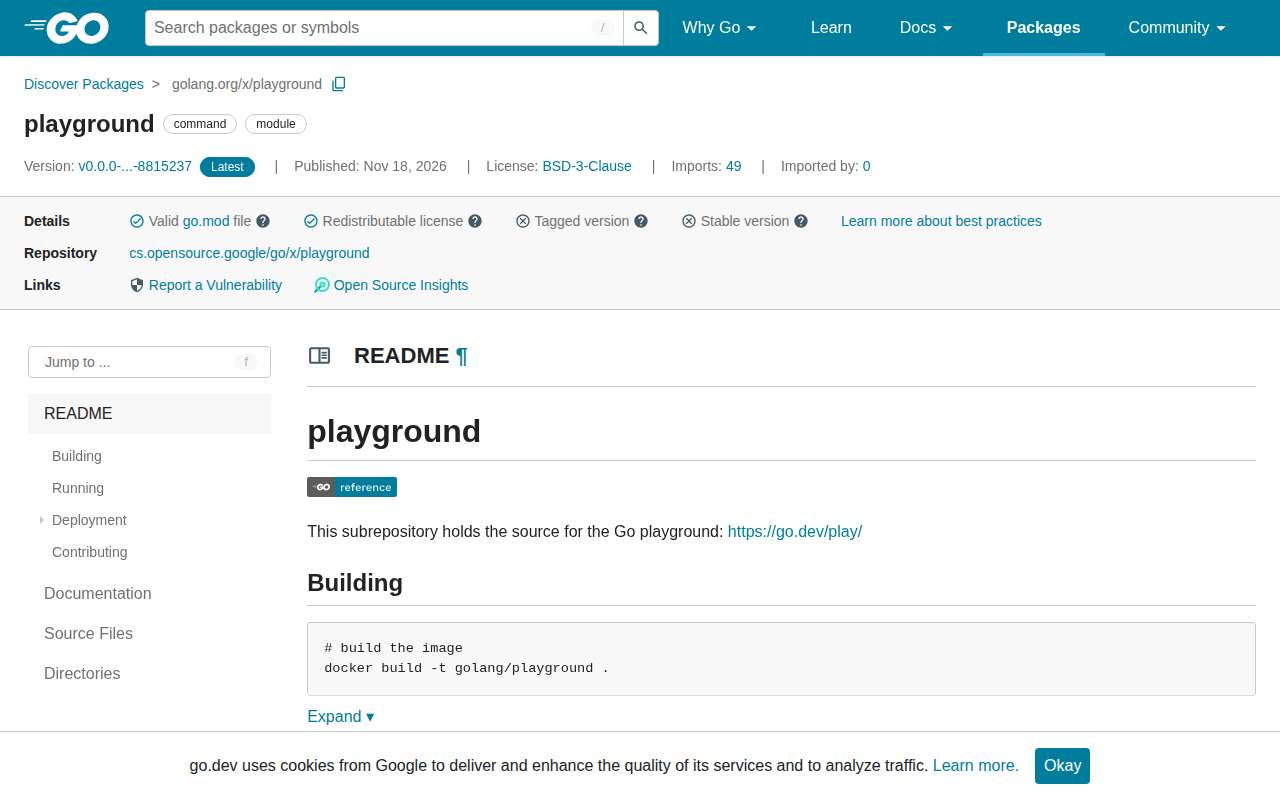 GO
Search packages or symbols /
Why Go
Learn
Docs
Packages
Community
Discover Packages > golang.org/x/playground
playground command module
Version: v0.0.0-...-8815237 Latest | Published: Nov 18, 2026 | License: BSD-3-Clause | Imports: 49 | Imported by: 0
Details Valid go.mod file Redistributable license Tagged version Stable version Learn more about best practices
Repository cs.opensource.google/go/x/playground
Links Report a Vulnerability Open Source Insights
Jump to ... f
README
Building
Running
Deployment
Contributing
Documentation
Source Files
Directories
README ¶
playground
GO reference
This subrepository holds the source for the Go playground: https://go.dev/play/
Building
# build the image
docker build -t golang/playground .
Expand ▾
go.dev uses cookies from Google to deliver and enhance the quality of its services and to analyze traffic. Learn more. Okay